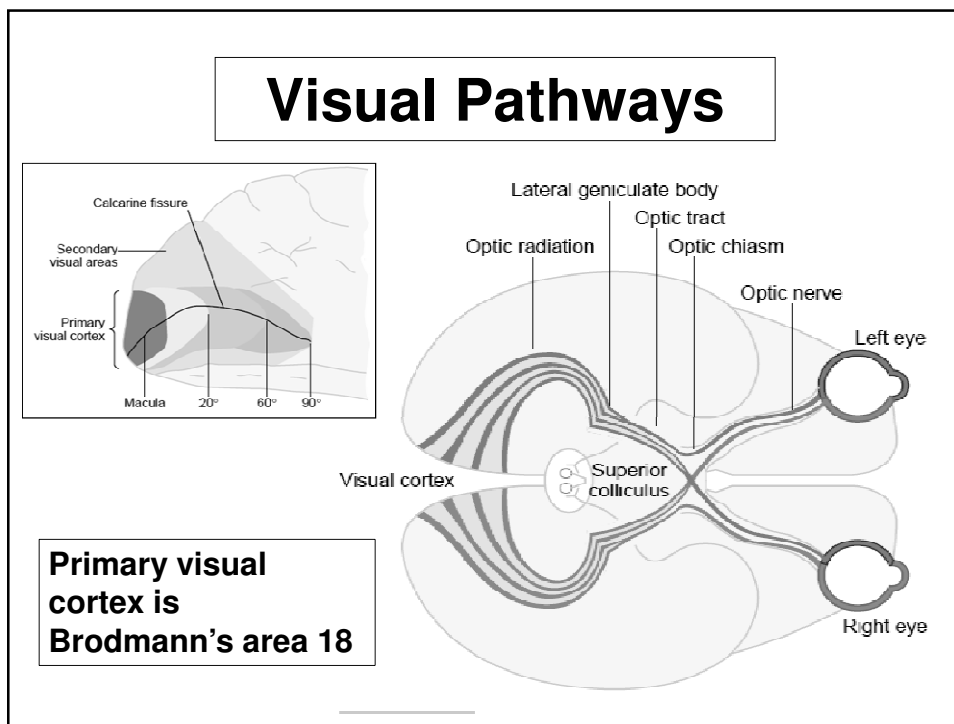 Visual Pathways
Calcarine fissure
Secondary
visual areas
Primary
visual cortex
Macula 20° 60° 90°
Lateral geniculate body
Optic tract
Optic radiation
Optic chiasm
Optic nerve
Left eye
Visual cortex
Superior
colliculus
Right eye
Primary visual
cortex is
Brodmann’s area 18